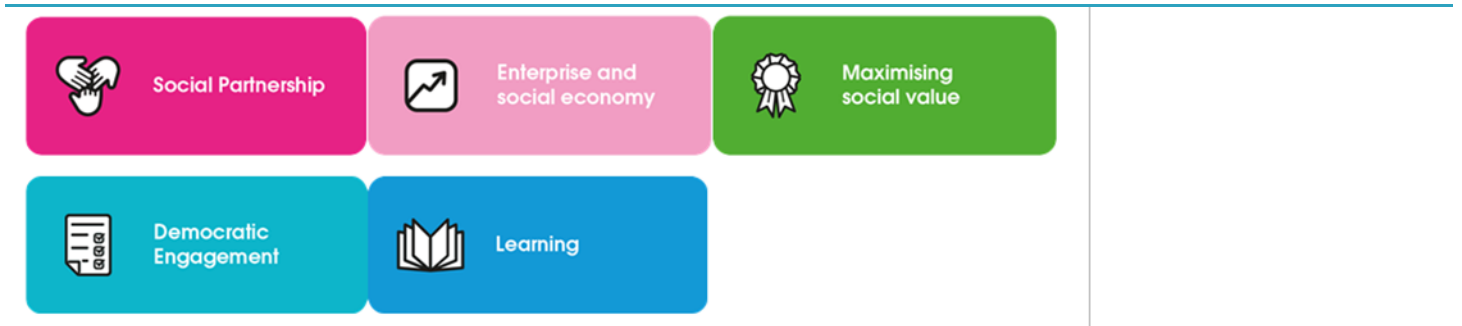 Social Partnership
Enterprise and
social economy
Maximising
social value
Democratic
Engagement
Learning